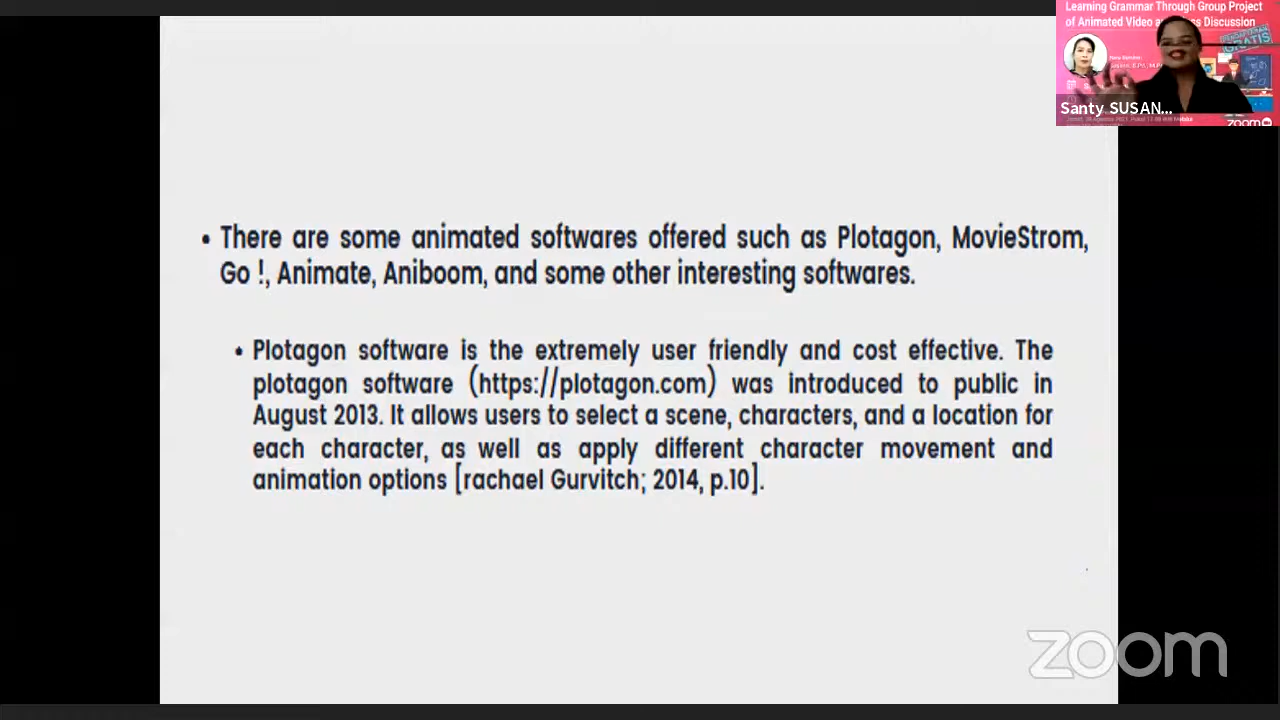 Learning Grammar Through Group Project
of Animated Video Discussion
GRATIS
Santy SUSAN...
zoom
• There are some animated softwares offered such as Plotagon, MovieStrom,
Go !, Animate, Aniboom, and some other interesting softwares.
• Plotagon software is the extremely user friendly and cost effective. The
plotagon software (https://plotagon.com) was introduced to public in
August 2013. It allows users to select a scene, characters, and a location for
each character, as well as apply different character movement and
animation options [rachael Gurvitch; 2014, p.10].
zoom